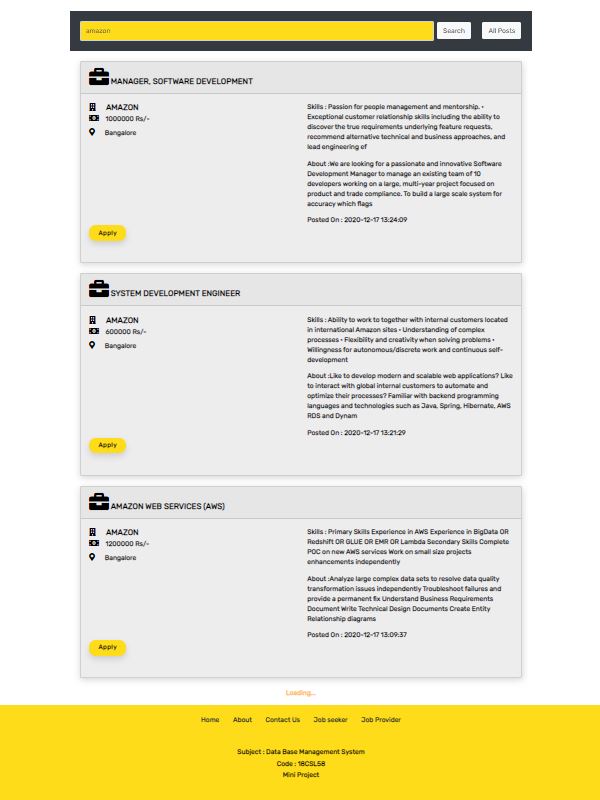 amazon Search All Posts
MANAGER, SOFTWARE DEVELOPMENT
AMAZON
1000000 Rs/-
Bangalore
Apply
Skills : Passion for people management and mentorship. •
Exceptional customer relationship skills including the ability to
discover the true requirements underlying feature requests,
recommend alternative technical and business approaches, and
lead engineering ef
About :We are looking for a passionate and innovative Software
Development Manager to manage an existing team of 10
developers working on a large, multi-year project focused on
product and trade compliance. To build a large scale system for
accuracy which flags
Posted On : 2020-12-17 13:24:09
SYSTEM DEVELOPMENT ENGINEER
AMAZON
600000 Rs/-
Bangalore
Apply
Skills : Ability to work to together with internal customers located
in international Amazon sites • Understanding of complex
processes • Flexibility and creativity when solving problems •
Willingness for autonomous/discrete work and continuous self-
development
About :Like to develop modern and scalable web applications? Like
to interact with global internal customers to automate and
optimize their processes? Familiar with backend programming
languages and technologies such as Java, Spring, Hibernate, AWS
RDS and Dynam
Posted On : 2020-12-17 13:21:29
AMAZON WEB SERVICES (AWS)
AMAZON
1200000 Rs/-
Bangalore
Apply
Skills : Primary Skills Experience in AWS Experience in BigData OR
Redshift OR GLUE OR EMR OR Lambda Secondary Skills Complete
POC on new AWS services Work on small size projects
enhancements independently
About :Analyze large complex data sets to resolve data quality
transformation issues independently Troubleshoot failures and
provide a permanent fix Understand Business Requirements
Document Write Technical Design Documents Create Entity
Relationship diagrams
Posted On : 2020-12-17 13:09:37
Loading...
Home About Contact Us Job seeker Job Provider
Subject : Data Base Management System
Code : 18CSL58
Mini Project